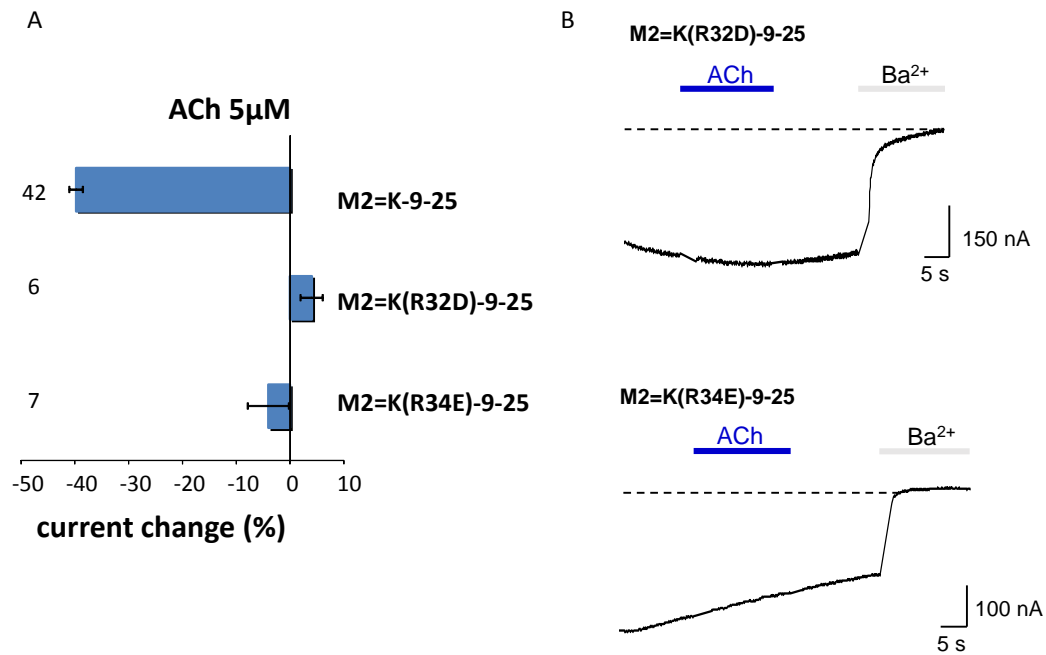 A
ACh 5µM
42
M2=K-9-25
6
M2=K(R32D)-9-25
7
M2=K(R34E)-9-25
-50 -40 -30 -20 -10 0 10
current change (%)
B
M2=K(R32D)-9-25
ACh Ba²⁺
150 nA
5 s
M2=K(R34E)-9-25
ACh Ba²⁺
100 nA
5 s